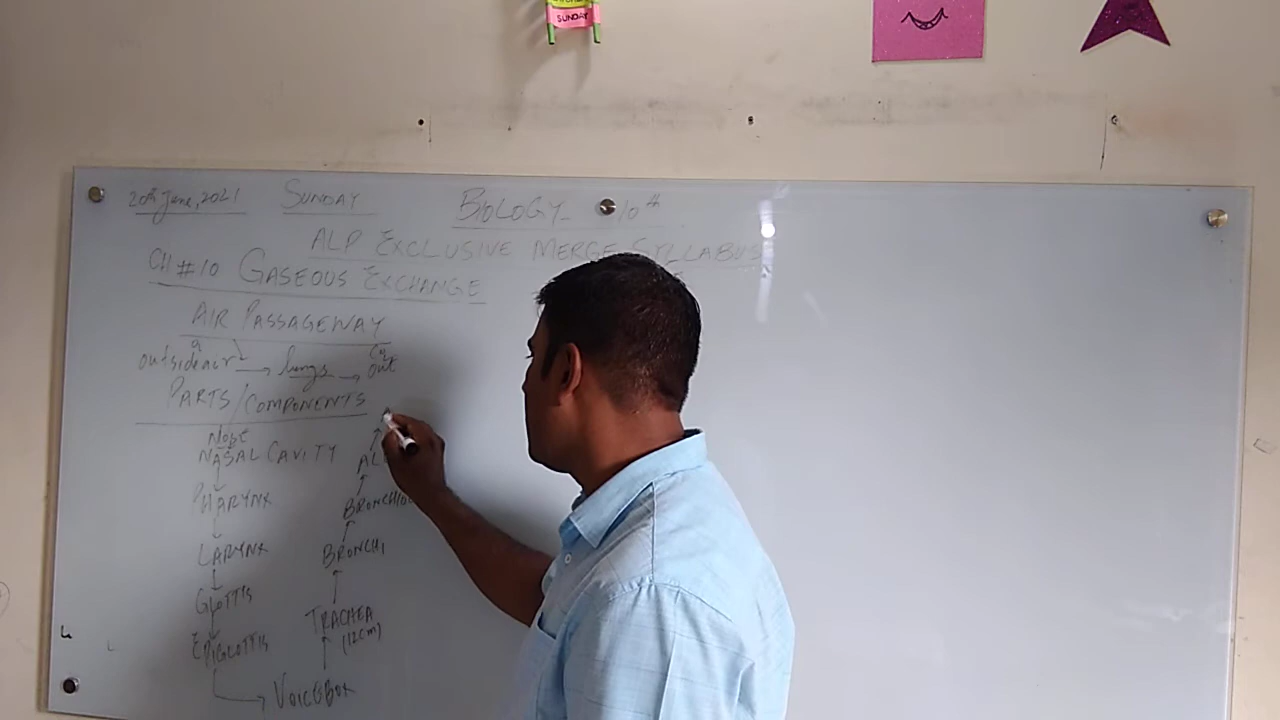 SUNDAY
20th June, 2021 SUNDAY BIOLOGY 10th
ALP EXCLUSIVE MERGE SYLLABUS
CH #10 GASEOUS EXCHANGE
AIR PASSAGEWAY
outside air → lungs → out
PARTS/COMPONENTS
NOSE
NASAL CAVITY
PHARYNX
LARYNX
GLOTTIS
EPIGLOTTIS
VOICEBOX
TRACHEA
(12cm)
BRONCHI